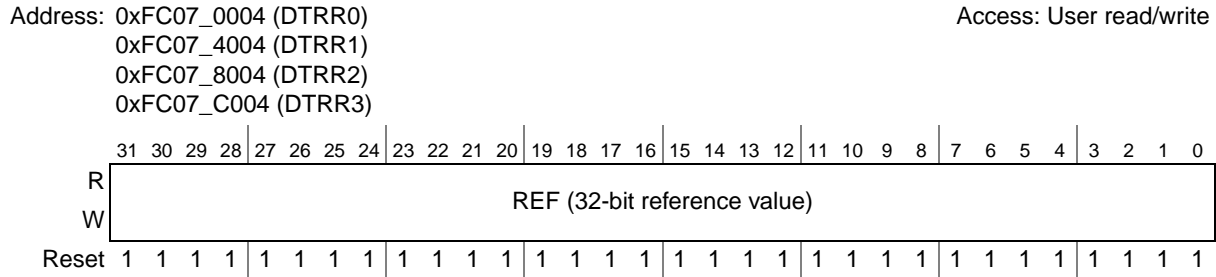 Address: 0xFC07_0004 (DTRR0) Access: User read/write
0xFC07_4004 (DTRR1)
0xFC07_8004 (DTRR2)
0xFC07_C004 (DTRR3)
31 30 29 28 27 26 25 24 23 22 21 20 19 18 17 16 15 14 13 12 11 10 9 8 7 6 5 4 3 2 1 0
R
REF (32-bit reference value)
W
Reset 1 1 1 1 1 1 1 1 1 1 1 1 1 1 1 1 1 1 1 1 1 1 1 1 1 1 1 1 1 1 1 1